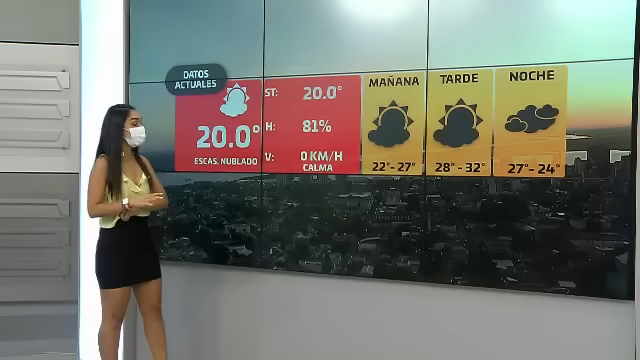 DATOS
ACTUALES
20.0°
ESCAS. NUBLADO
ST: 20.0°
H: 81%
V: 0 KM/H
CALMA
MAÑANA
22°- 27°
TARDE
28° - 32°
NOCHE
27°- 24°